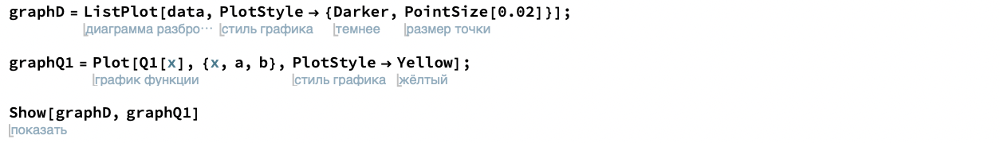 graphD = ListPlot[data, PlotStyle → {Darker, PointSize[0.02]}];
диаграмма разбро⋯ стиль графика темнее размер точки
graphQ1 = Plot[Q1[x], {x, a, b}, PlotStyle → Yellow];
график функции стиль графика жёлтый
Show[graphD, graphQ1]
показать